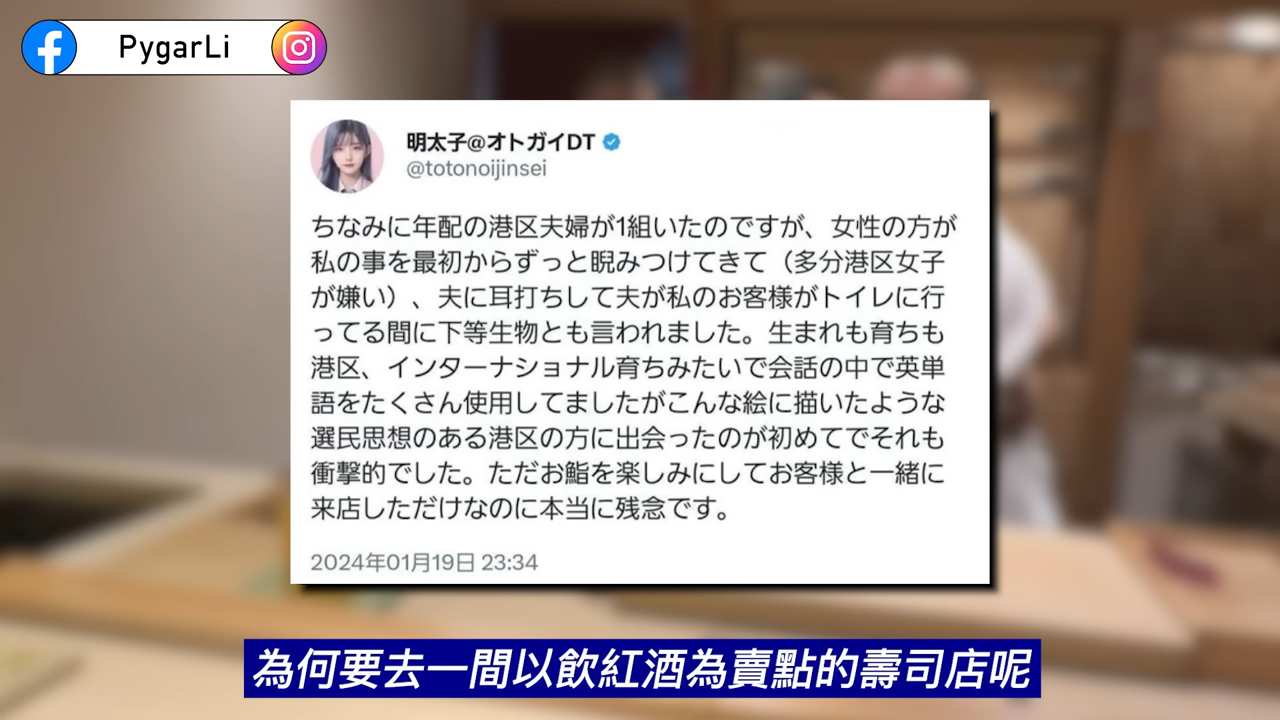 PygarLi
明太子@オトガイDT
@totonoijinsei
ちなみに年配の港区夫婦が1組いたのですが、女性の方が
私の事を最初からずっと睨みつけてきて（多分港区女子
が嫌い）、夫に耳打ちして夫が私のお客様がトイレに行
ってる間に下等生物とも言われました。生まれも育ちも
港区、インターナショナル育ちみたいで会話の中で英単
語をたくさん使用してましたがこんな絵に描いたような
選民思想のある港区の方に出会ったのが初めてでそれも
衝撃的でした。ただお鮨を楽しみにしてお客様と一緒に
来店しただけなのに本当に残念です。
2024年01月19日 23:34
為何要去一間以飲紅酒為賣點的壽司店呢